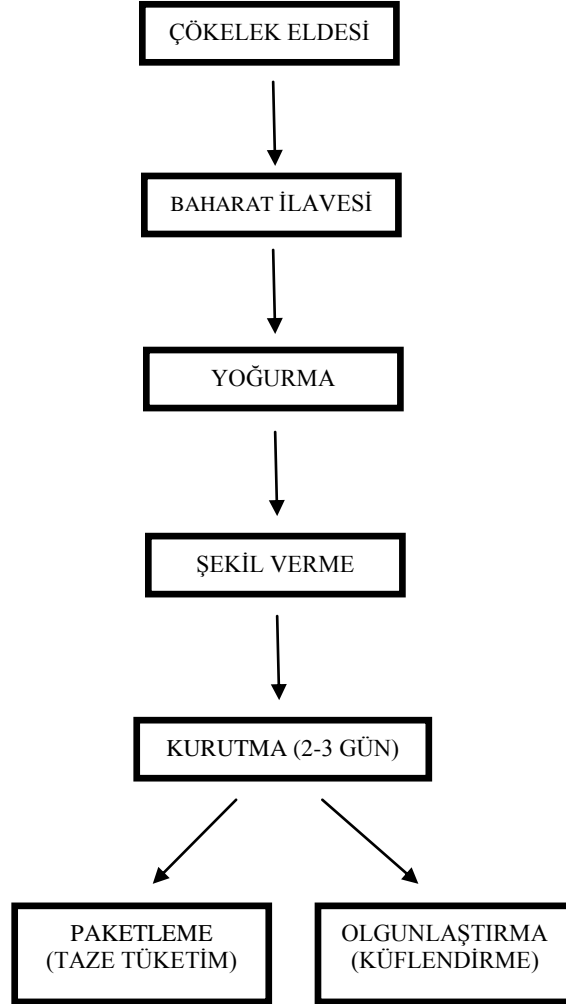 ÇÖKELEK ELDESİ
BAHARAT İLAVESİ
YOĞURMA
ŞEKİL VERME
KURUTMA (2-3 GÜN)
PAKETLEME
(TAZE TÜKETİM)
OLGUNLAŞTIRMA
(KÜFLENDİRME)